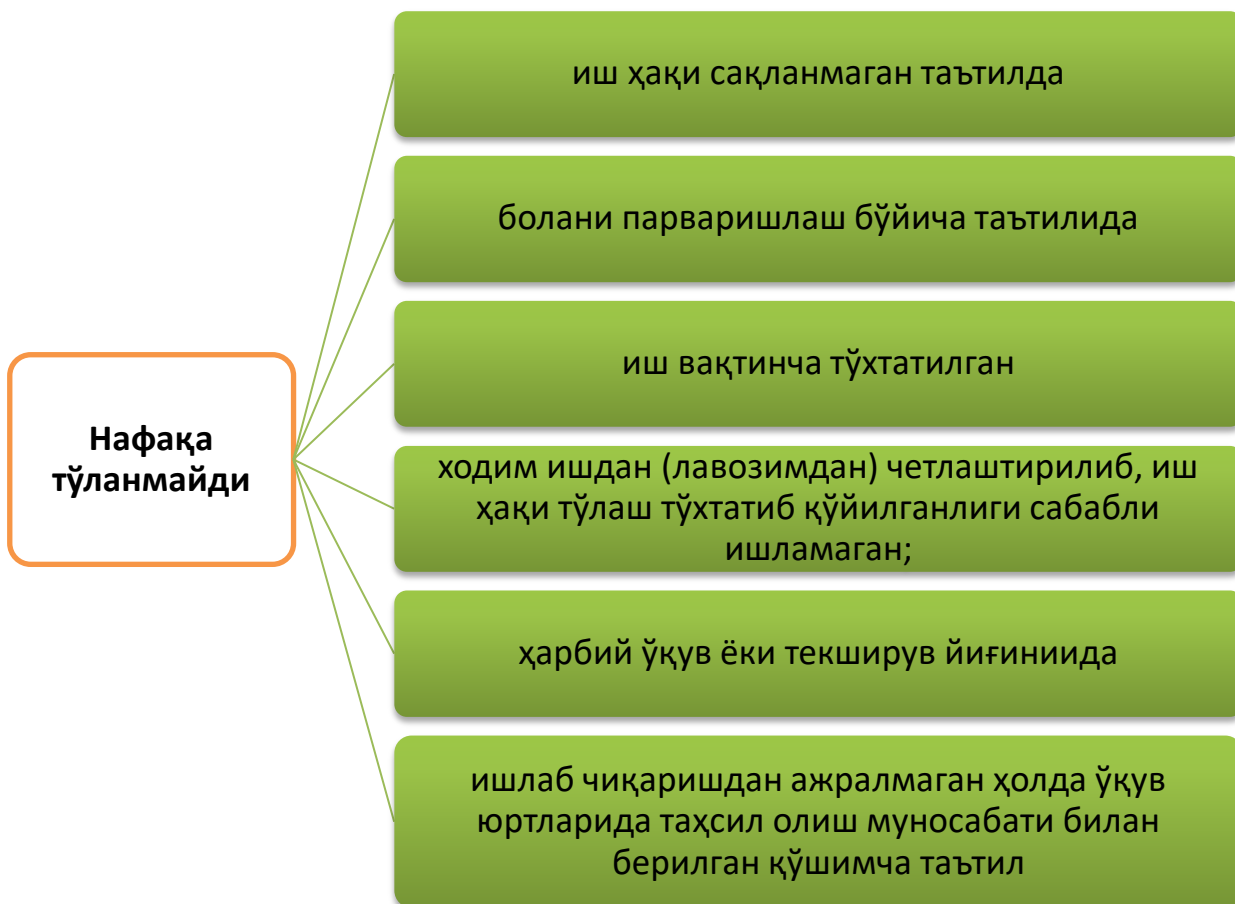 иш ҳақи сақланмаган таътилда
болани парваришлаш бўйича таътилида
иш вақтинча тўхтатилган
Нафақа
тўланмайди
ходим ишдан (лавозимдан) четлаштирилиб, иш
ҳақи тўлаш тўхтатиб қўйилганлиги сабабли
ишламаган;
ҳарбий ўқув ёки текширув йиғиниида
ишлаб чиқаришдан ажралмаган ҳолда ўқув
юртларида таҳсил олиш муносабати билан
берилган қўшимча таътил